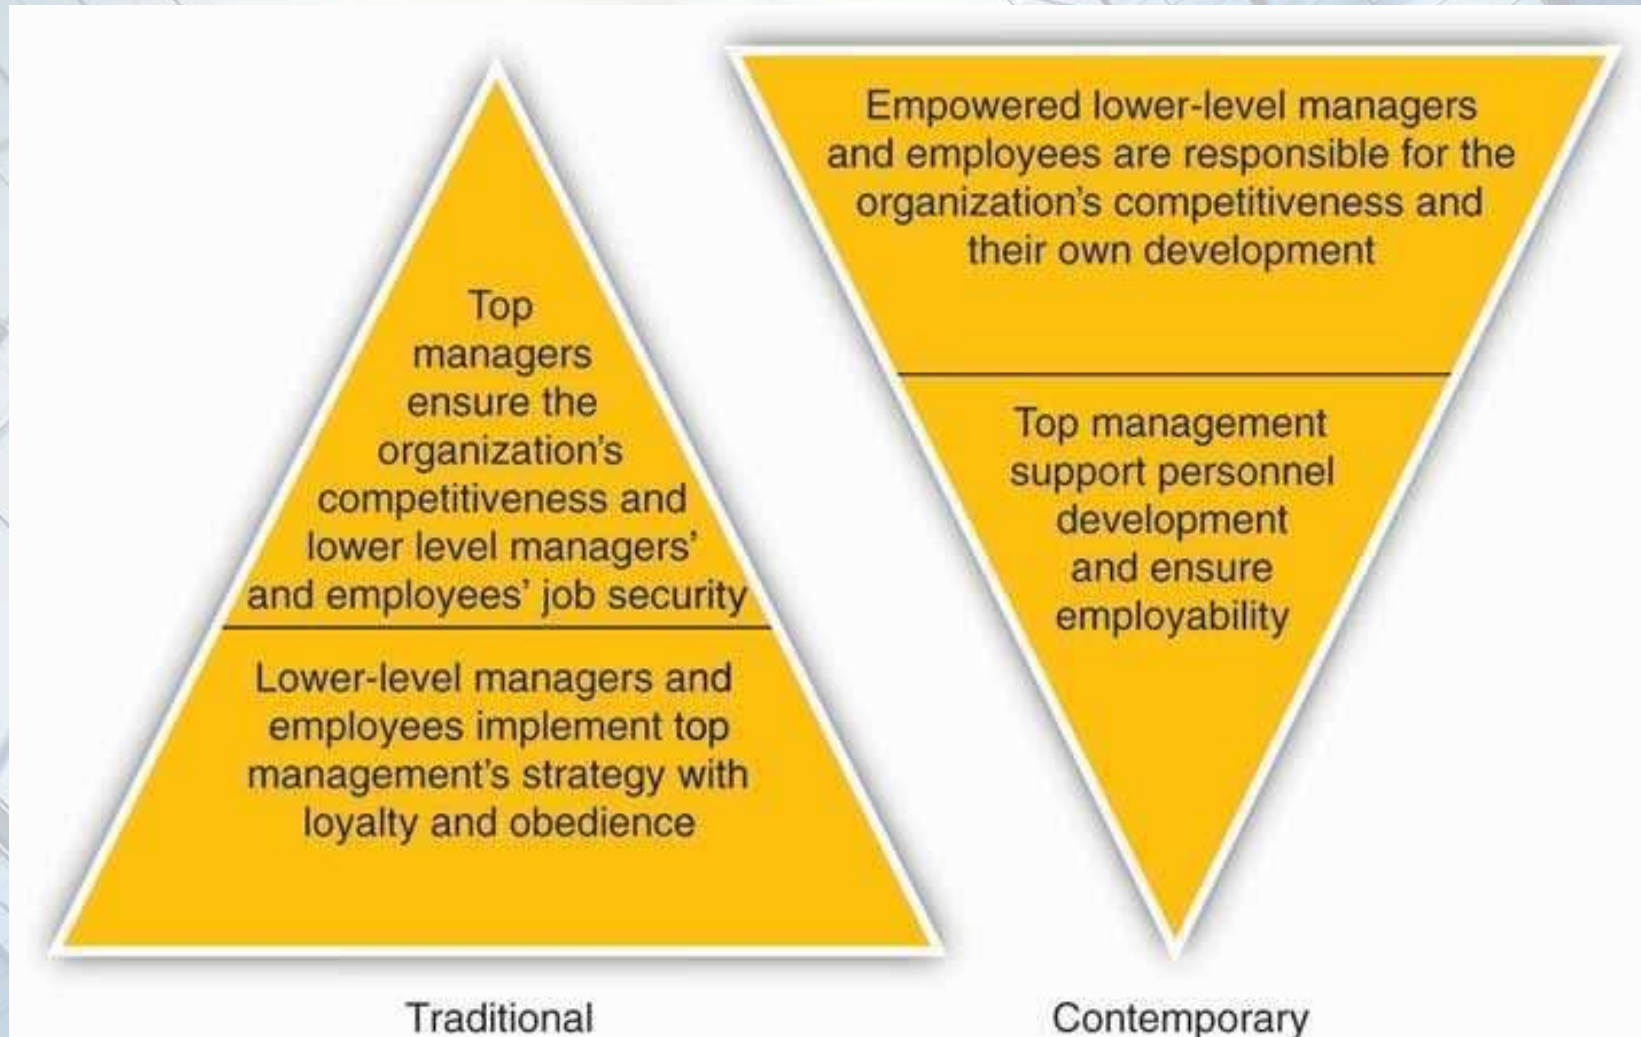 Top
managers
ensure the
organization's
competitiveness and
lower level managers'
and employees' job security
Lower-level managers and
employees implement top
management's strategy with
loyalty and obedience
Traditional
Empowered lower-level managers
and employees are responsible for the
organization's competitiveness and
their own development
Top management
support personnel
development
and ensure
employability
Contemporary